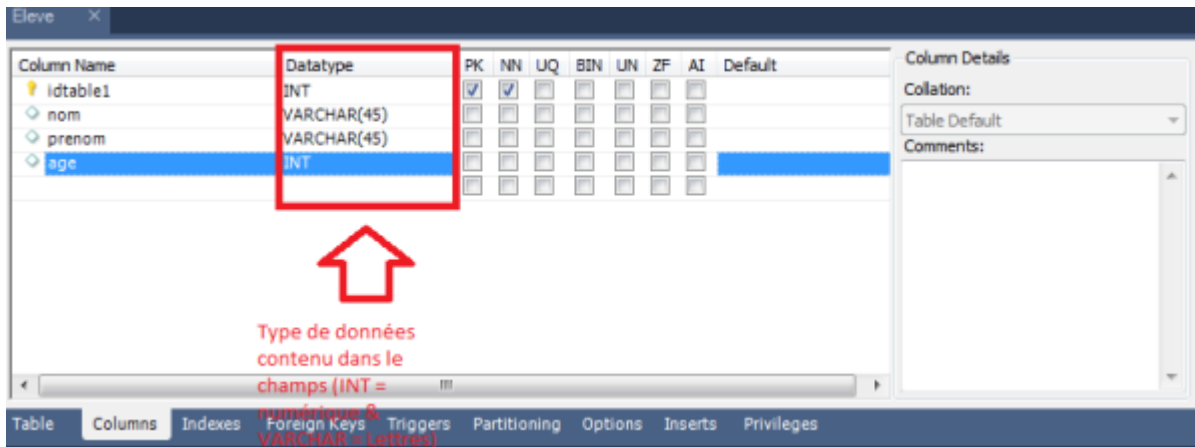 Eleve ×
Column Name Datatype PK NN UQ BIN UN ZF AI Default
idtable1 INT
nom VARCHAR(45)
prenom VARCHAR(45)
age INT
Column Details
Collation:
Table Default
Comments:
Type de données
contenu dans le
champs (INT =
numérique &
VARCHAR = Lettres)
Table Columns Indexes Foreign Keys Triggers Partitioning Options Inserts Privileges